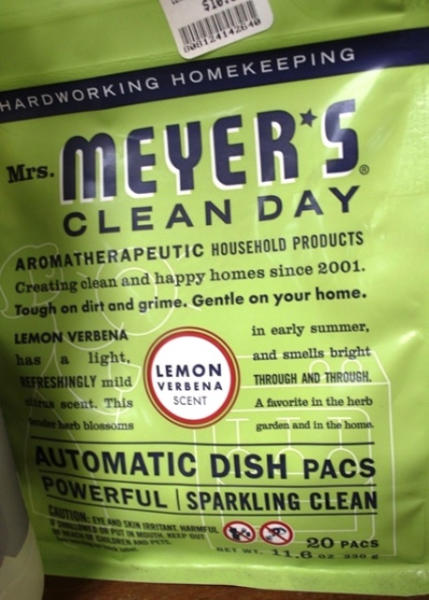 $10.
808124142640
HARDWORKING HOMEKEEPING
Mrs. MEYER'S®
CLEAN DAY
AROMATHERAPEUTIC HOUSEHOLD PRODUCTS
Creating clean and happy homes since 2001.
Tough on dirt and grime. Gentle on your home.
LEMON VERBENA
has a light,
REFRESHINGLY mild
citrus scent. This
tender herb blossoms
LEMON
VERBENA
SCENT
in early summer,
and smells bright
THROUGH AND THROUGH.
A favorite in the herb
garden and in the home.
AUTOMATIC DISH PACS
POWERFUL | SPARKLING CLEAN
CAUTION: EYE AND SKIN IRRITANT. HARMFUL
IF SWALLOWED OR PUT IN MOUTH. KEEP OUT
OF REACH OF CHILDREN AND PETS.
20 PACS
NET WT. 11.6 OZ 330 g